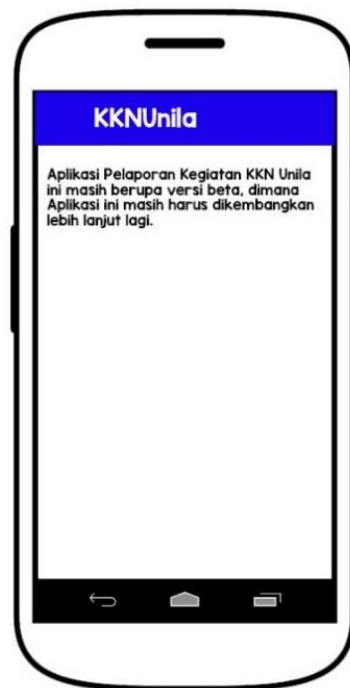 KKNUnila
Aplikasi Pelaporan Kegiatan KKN Unila
ini masih berupa versi beta, dimana
Aplikasi ini masih harus dikembangkan
lebih lanjut lagi.